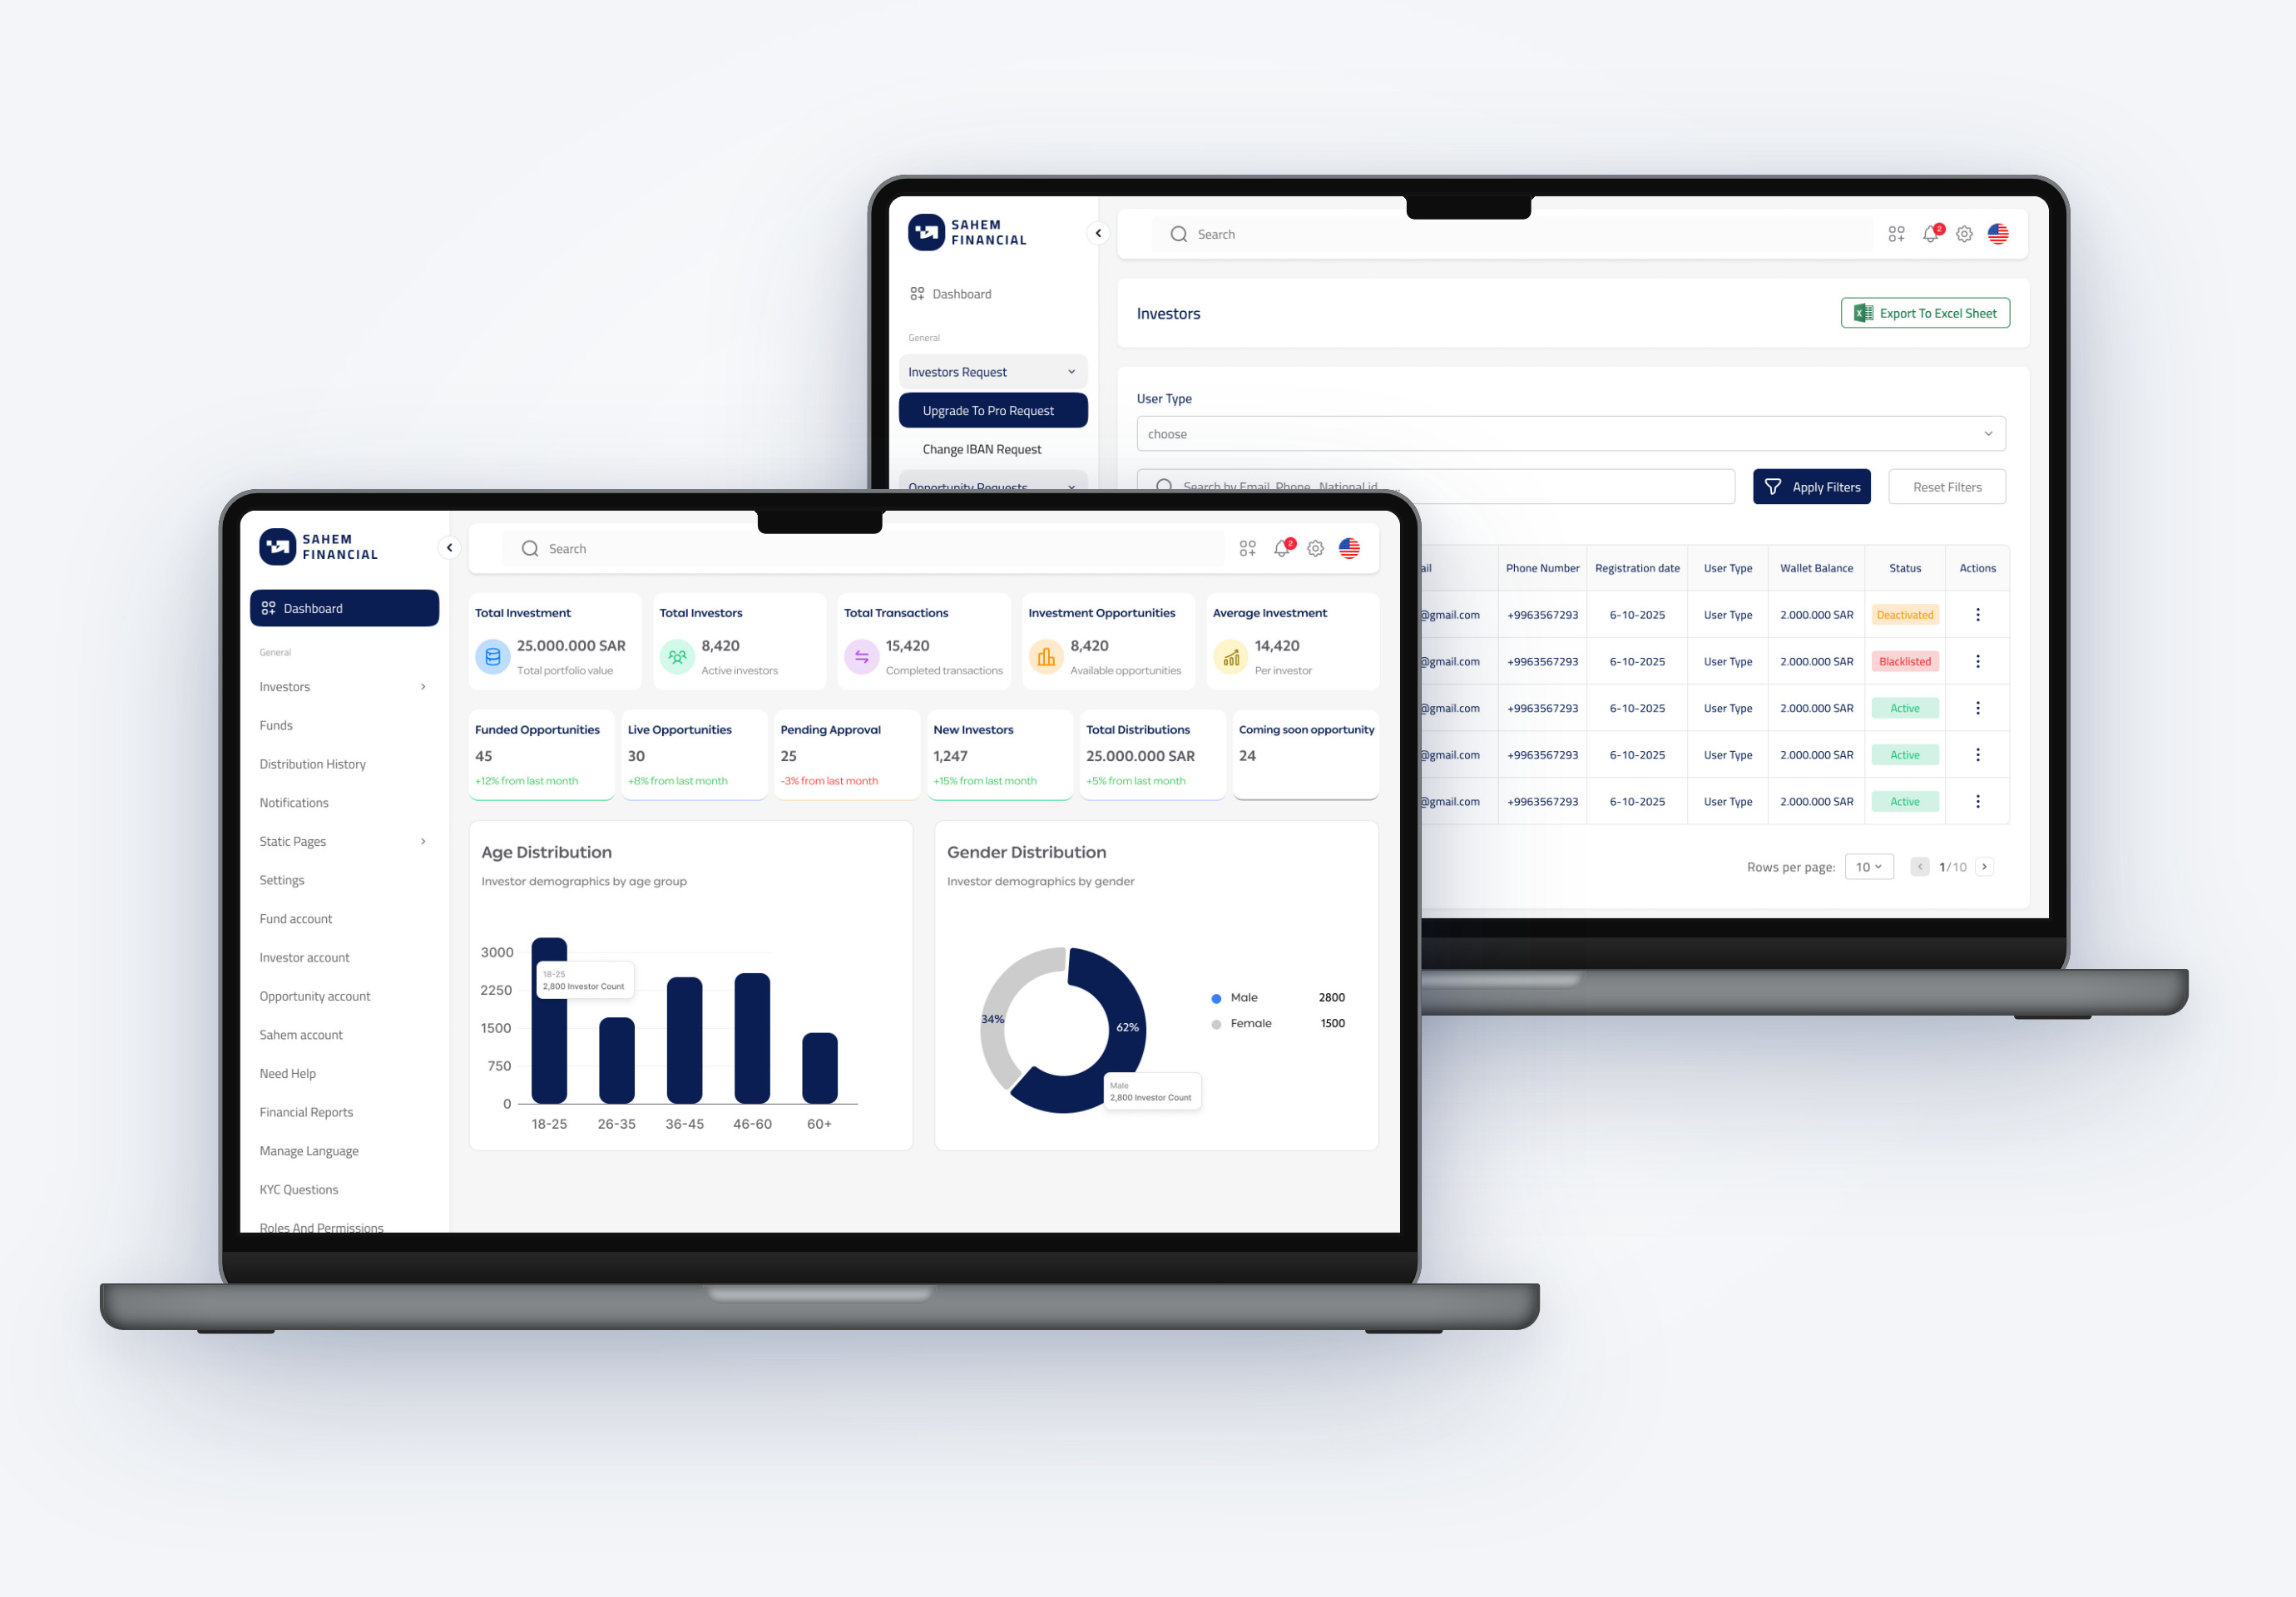 SAHEM
FINANCIAL
Search
2
Dashboard
Investors
Export To Excel Sheet
General
Investors Request
User Type
Upgrade To Pro Request
choose
Change IBAN Request
Opportunity Requests
Search by Email, Phone, National id
Apply Filters
Reset Filters
Phone Number Registration date User Type Wallet Balance Status Actions
@gmail.com +9963567293 6-10-2025 User Type 2.000.000 SAR Deactivated
@gmail.com +9963567293 6-10-2025 User Type 2.000.000 SAR Blacklisted
@gmail.com +9963567293 6-10-2025 User Type 2.000.000 SAR Active
@gmail.com +9963567293 6-10-2025 User Type 2.000.000 SAR Active
@gmail.com +9963567293 6-10-2025 User Type 2.000.000 SAR Active
Rows per page: 10 1/10
SAHEM
FINANCIAL
Search
2
Dashboard
General
Investors
Funds
Distribution History
Notifications
Static Pages
Settings
Fund account
Investor account
Opportunity account
Sahem account
Need Help
Financial Reports
Manage Language
KYC Questions
Roles And Permissions
Total Investment
25.000.000 SAR
Total portfolio value
Total Investors
8,420
Active investors
Total Transactions
15,420
Completed transactions
Investment Opportunities
8,420
Available opportunities
Average Investment
14,420
Per investor
Funded Opportunities
45
+12% from last month
Live Opportunities
30
+8% from last month
Pending Approval
25
-3% from last month
New Investors
1,247
+15% from last month
Total Distributions
25.000.000 SAR
+5% from last month
Coming soon opportunity
24
Age Distribution
Investor demographics by age group
3000
2250
1500
750
0
18-25
2,800 Investor Count
18-25 26-35 36-45 46-60 60+
Gender Distribution
Investor demographics by gender
34%
62%
Male 2800
Female 1500
Male
2,800 Investor Count